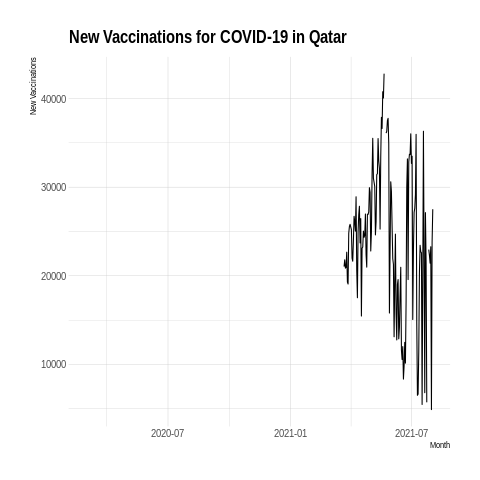 New Vaccinations for COVID-19 in Qatar
New Vaccinations
40000
30000
20000
10000
2020-07
2021-01
2021-07
Month